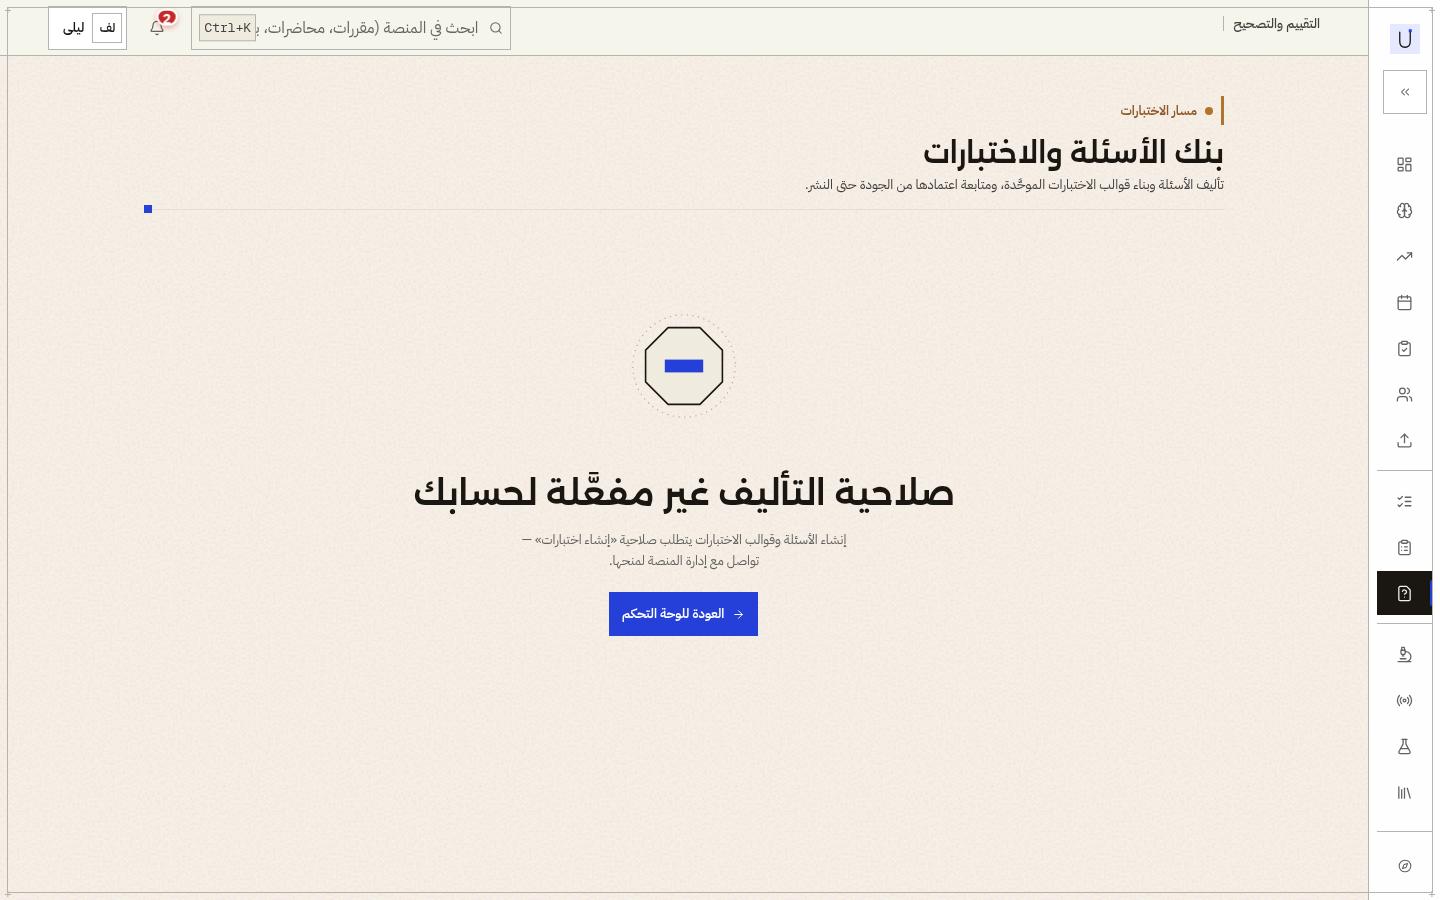 التقييم والتصحيح
ابحث في المنصة (مقررات، محاضرات، ب
Ctrl+K
2
لف
ليلى
مسار الاختبارات
بنك الأسئلة والاختبارات
تأليف الأسئلة وبناء قوالب الاختبارات الموحَّدة، ومتابعة اعتمادها من الجودة حتى النشر.
صلاحية التأليف غير مفعَّلة لحسابك
إنشاء الأسئلة وقوالب الاختبارات يتطلب صلاحية «إنشاء اختبارات» —
تواصل مع إدارة المنصة لمنحها.
العودة للوحة التحكم